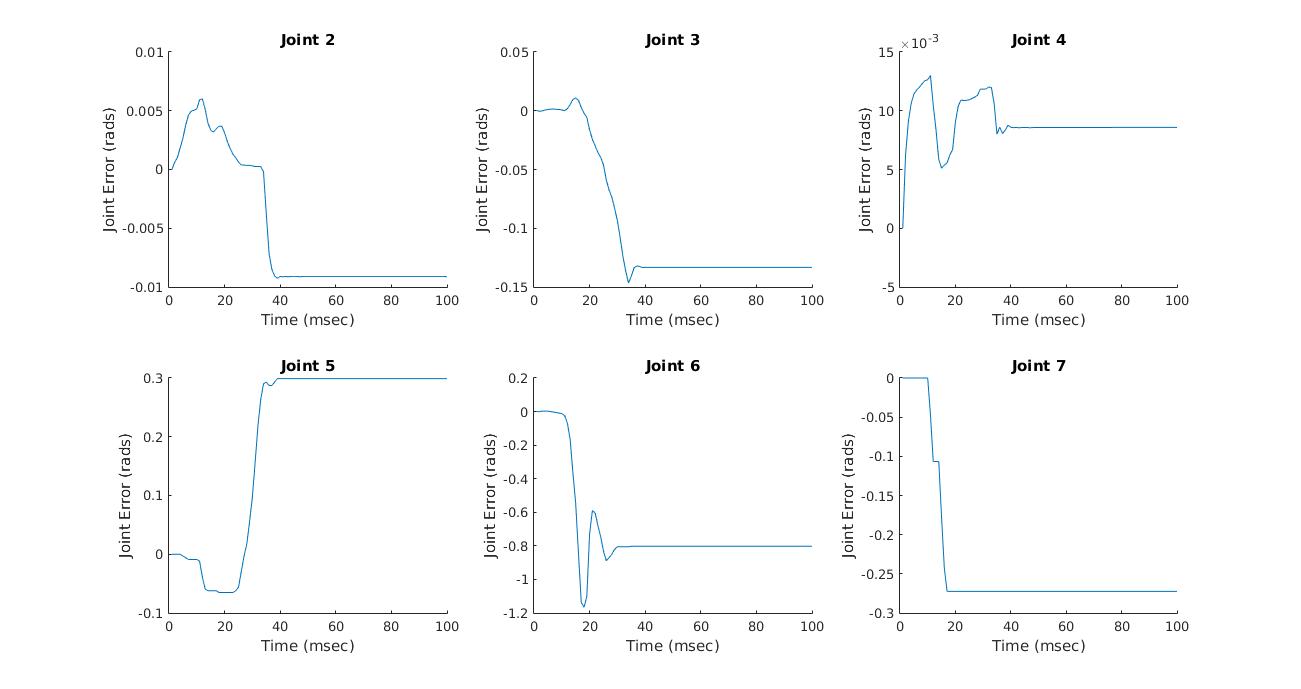 Joint 2
0.01
0.005
0
-0.005
-0.01
Joint Error (rads)
0 20 40 60 80 100
Time (msec)
Joint 3
0.05
0
-0.05
-0.1
-0.15
Joint Error (rads)
0 20 40 60 80 100
Time (msec)
Joint 4
×10-3
15
10
5
0
-5
Joint Error (rads)
0 20 40 60 80 100
Time (msec)
Joint 5
0.3
0.2
0.1
0
-0.1
Joint Error (rads)
0 20 40 60 80 100
Time (msec)
Joint 6
0.2
0
-0.2
-0.4
-0.6
-0.8
-1
-1.2
Joint Error (rads)
0 20 40 60 80 100
Time (msec)
Joint 7
0
-0.05
-0.1
-0.15
-0.2
-0.25
-0.3
Joint Error (rads)
0 20 40 60 80 100
Time (msec)